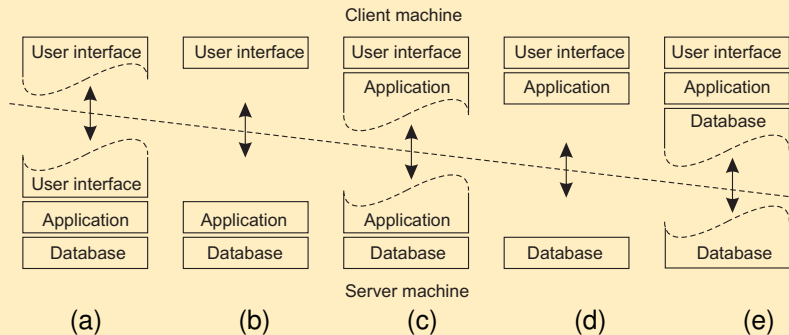 Client machine
User interface User interface User interface User interface User interface
Application Application Application
Database
User interface
Application Application Application
Database Database Database Database Database
Server machine
(a) (b) (c) (d) (e)